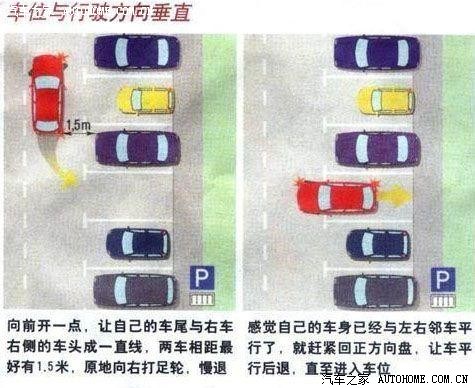 车位与行驶方向垂直
1.5m
P
P
向前开一点，让自己的车尾与右车
右侧的车头成一直线，两车相距最
好有1.5米，原地向右打足轮，慢退
感觉自己的车身已经与左右邻车平
行了，就赶紧回正方向盘，让车平
行后退，直至进入车位
汽车之家 AUTOHOME.COM.CN